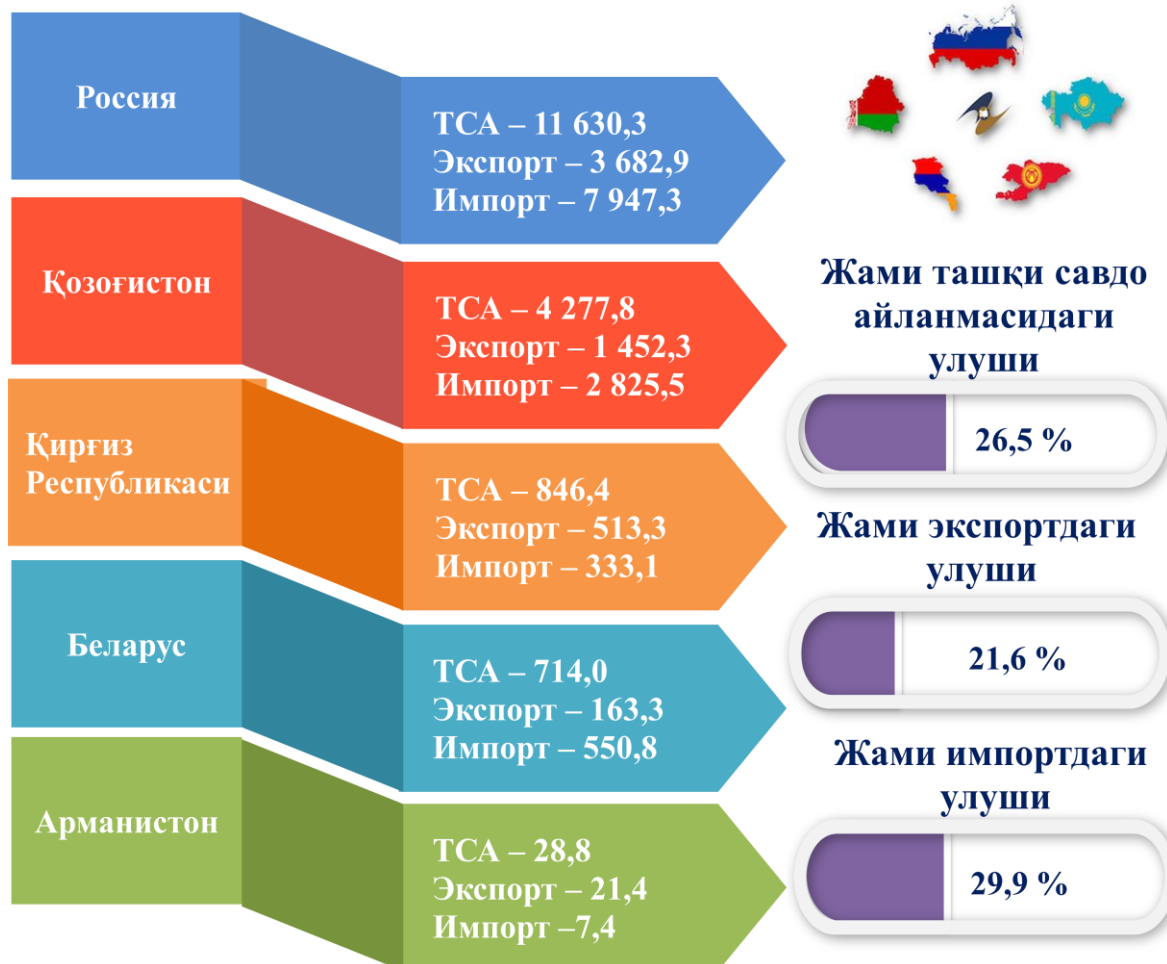 Россия
ТСА – 11 630,3
Экспорт – 3 682,9
Импорт – 7 947,3
Қозоғистон
ТСА – 4 277,8
Экспорт – 1 452,3
Импорт – 2 825,5
Қирғиз
Республикаси
ТСА – 846,4
Экспорт – 513,3
Импорт – 333,1
Беларус
ТСА – 714,0
Экспорт – 163,3
Импорт – 550,8
Арманистон
ТСА – 28,8
Экспорт – 21,4
Импорт –7,4
Жами ташқи савдо
айланмасидаги
улуши
26,5 %
Жами экспортдаги
улуши
21,6 %
Жами импортдаги
улуши
29,9 %